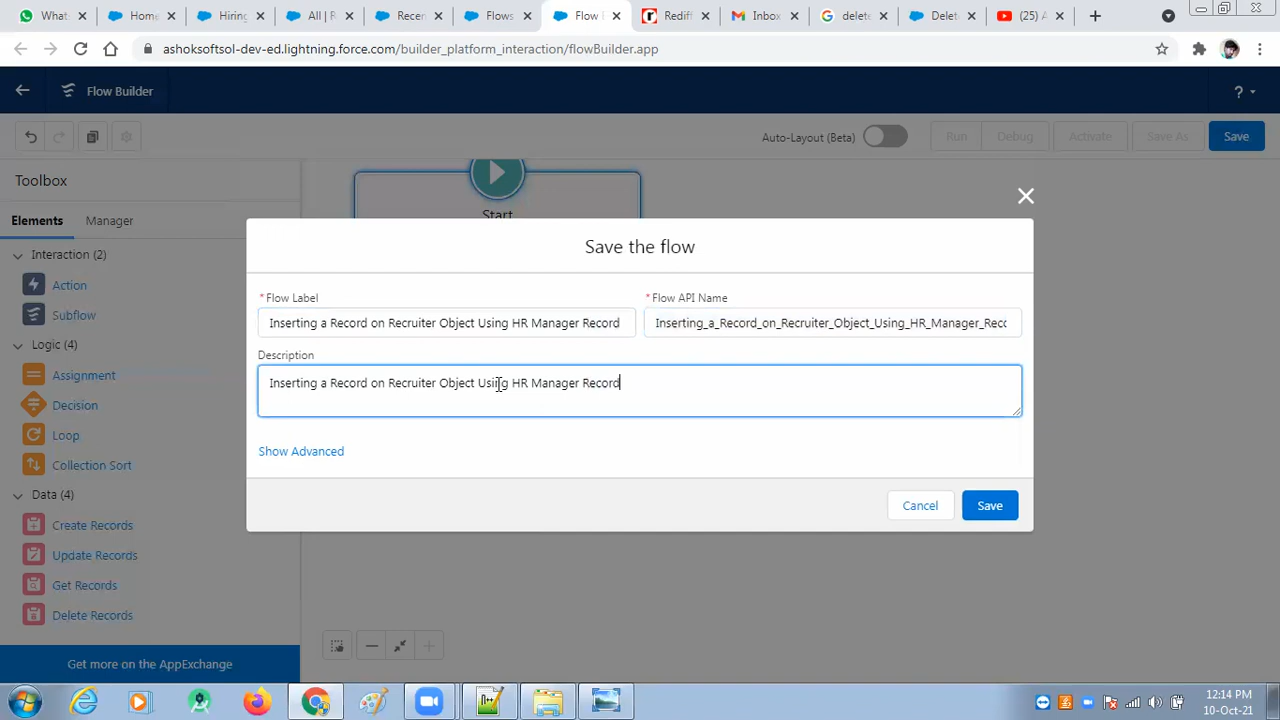 What
Home
Hiring
All | R
Recen
Flows
Flow
Rediff
Inbox
delete
Delet
(25) A
ashoksoftsol-dev-ed.lightning.force.com/builder_platform_interaction/flowBuilder.app
Flow Builder
?
Auto-Layout (Beta)
Run
Debug
Activate
Save As
Save
Toolbox
Elements
Manager
Start
Save the flow
Interaction (2)
Action
Subflow
Logic (4)
Assignment
Decision
Loop
Collection Sort
Data (4)
Create Records
Update Records
Get Records
Delete Records
Get more on the AppExchange
* Flow Label
* Flow API Name
Inserting a Record on Recruiter Object Using HR Manager Record
Inserting_a_Record_on_Recruiter_Object_Using_HR_Manager_Recc
Description
Inserting a Record on Recruiter Object Using HR Manager Record
Show Advanced
Cancel
Save
12:14 PM
10-Oct-21